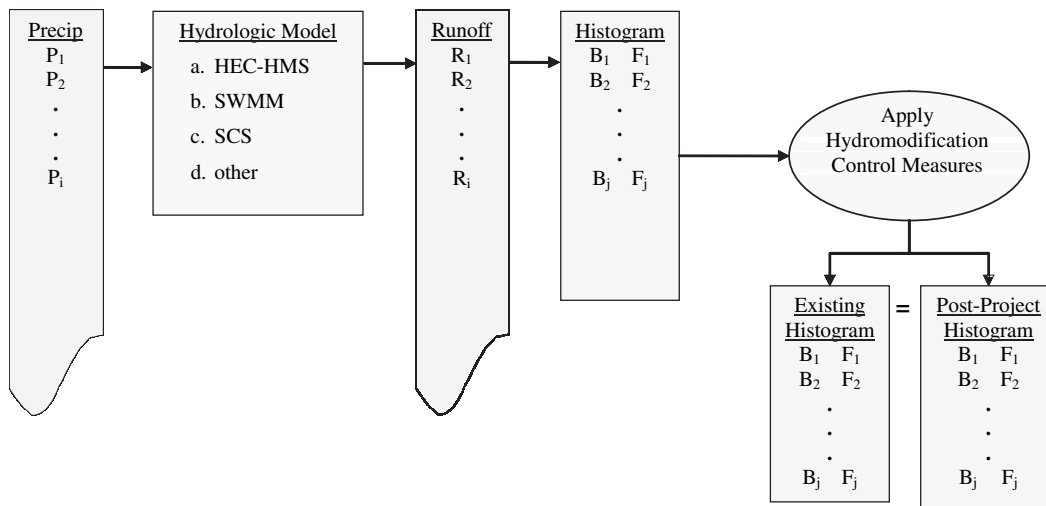 Precip
P1
P2
.
.
.
Pi
Hydrologic Model
a. HEC-HMS
b. SWMM
c. SCS
d. other
Runoff
R1
R2
.
.
.
Ri
Histogram
B1 F1
B2 F2
.
.
.
Bj Fj
Apply
Hydromodification
Control Measures
Existing
Histogram
B1 F1
B2 F2
.
.
.
Bj Fj
=
Post-Project
Histogram
B1 F1
B2 F2
.
.
.
Bj Fj